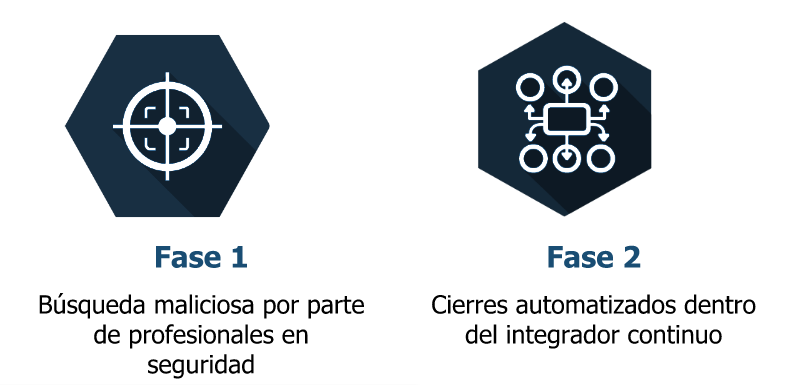 Fase 1
Búsqueda maliciosa por parte
de profesionales en
seguridad
Fase 2
Cierres automatizados dentro
del integrador continuo